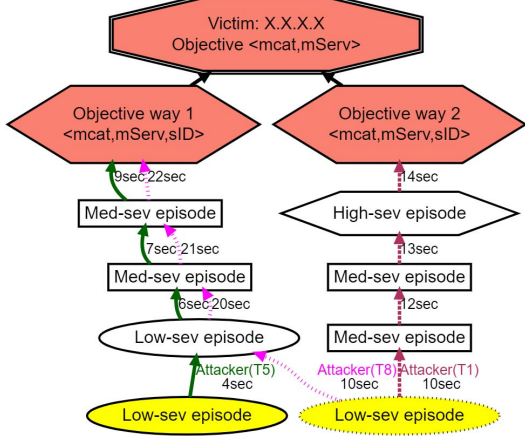 Victim: X.X.X.X
Objective <mcat,mServ>
Objective way 1
<mcat,mServ,sID>
Objective way 2
<mcat,mServ,sID>
9sec 22sec
14sec
Med-sev episode
High-sev episode
7sec 21sec
13sec
Med-sev episode
Med-sev episode
6sec 20sec
12sec
Low-sev episode
Med-sev episode
Attacker(T5)
4sec
Attacker(T8)
10sec
Attacker(T1)
10sec
Low-sev episode
Low-sev episode